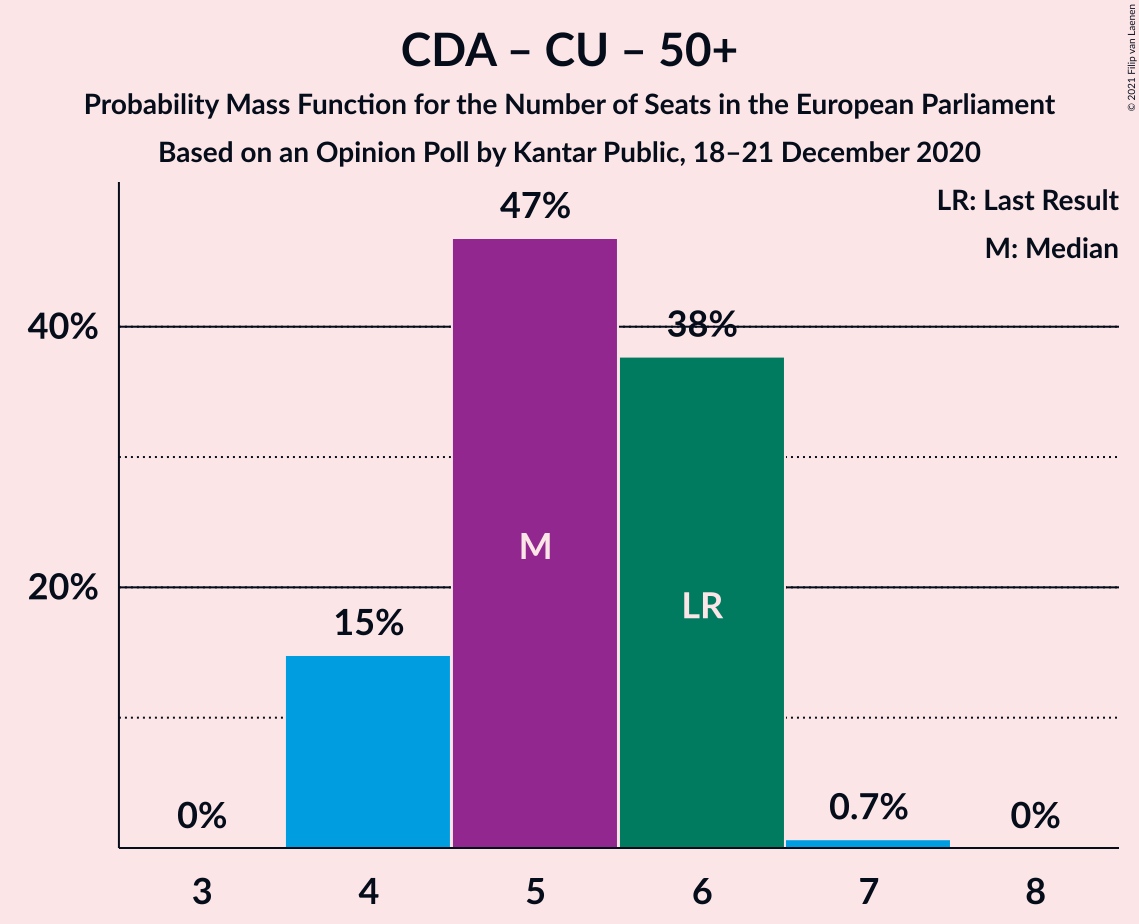 CDA – CU – 50+
Probability Mass Function for the Number of Seats in the European Parliament
Based on an Opinion Poll by Kantar Public, 18–21 December 2020
© 2021 Filip van Laenen
LR: Last Result
M: Median
40%
20%
0%
15%
47%
M
38%
LR
0.7%
0%
3
4
5
6
7
8